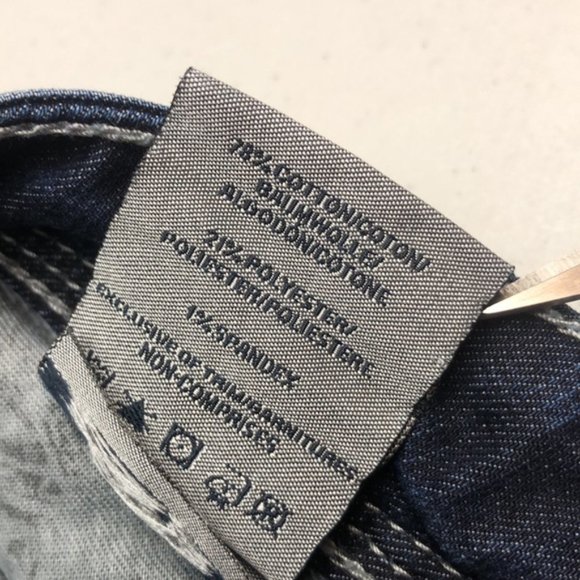 78% COTTON/COTON/
BAUMWOLLE/
ALGODÓN/COTONE
21% POLYESTER/
POLIESTER/POLIESTERE
1% SPANDEX
EXCLUSIVE OF TRIM/GARNITURES
NON-COMPRISES